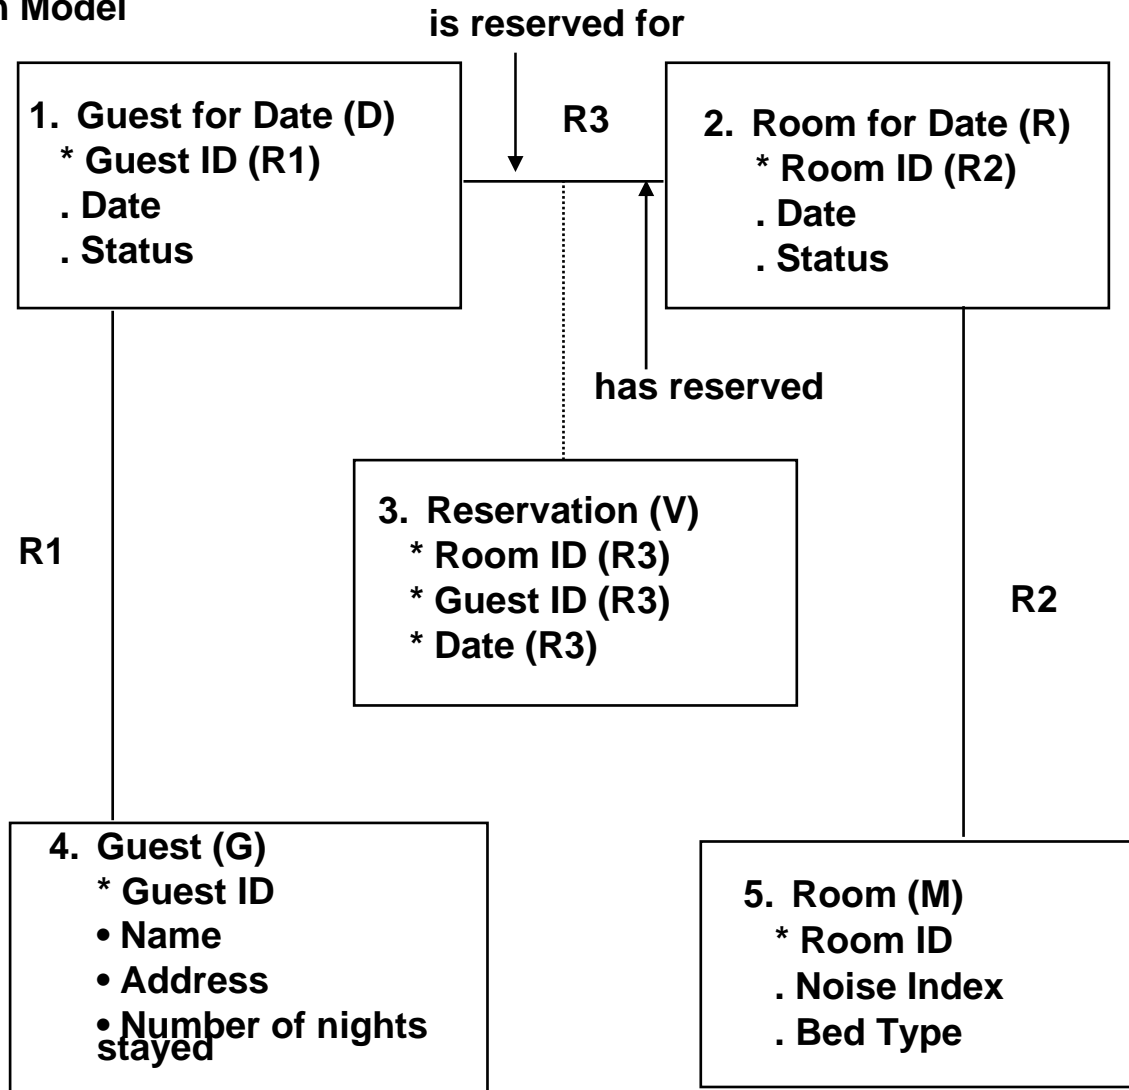 n Model
is reserved for
1. Guest for Date (D)
* Guest ID (R1)
. Date
. Status
R3
2. Room for Date (R)
* Room ID (R2)
. Date
. Status
has reserved
3. Reservation (V)
* Room ID (R3)
* Guest ID (R3)
* Date (R3)
R1
R2
4. Guest (G)
* Guest ID
• Name
• Address
• Number of nights
stayed
5. Room (M)
* Room ID
. Noise Index
. Bed Type